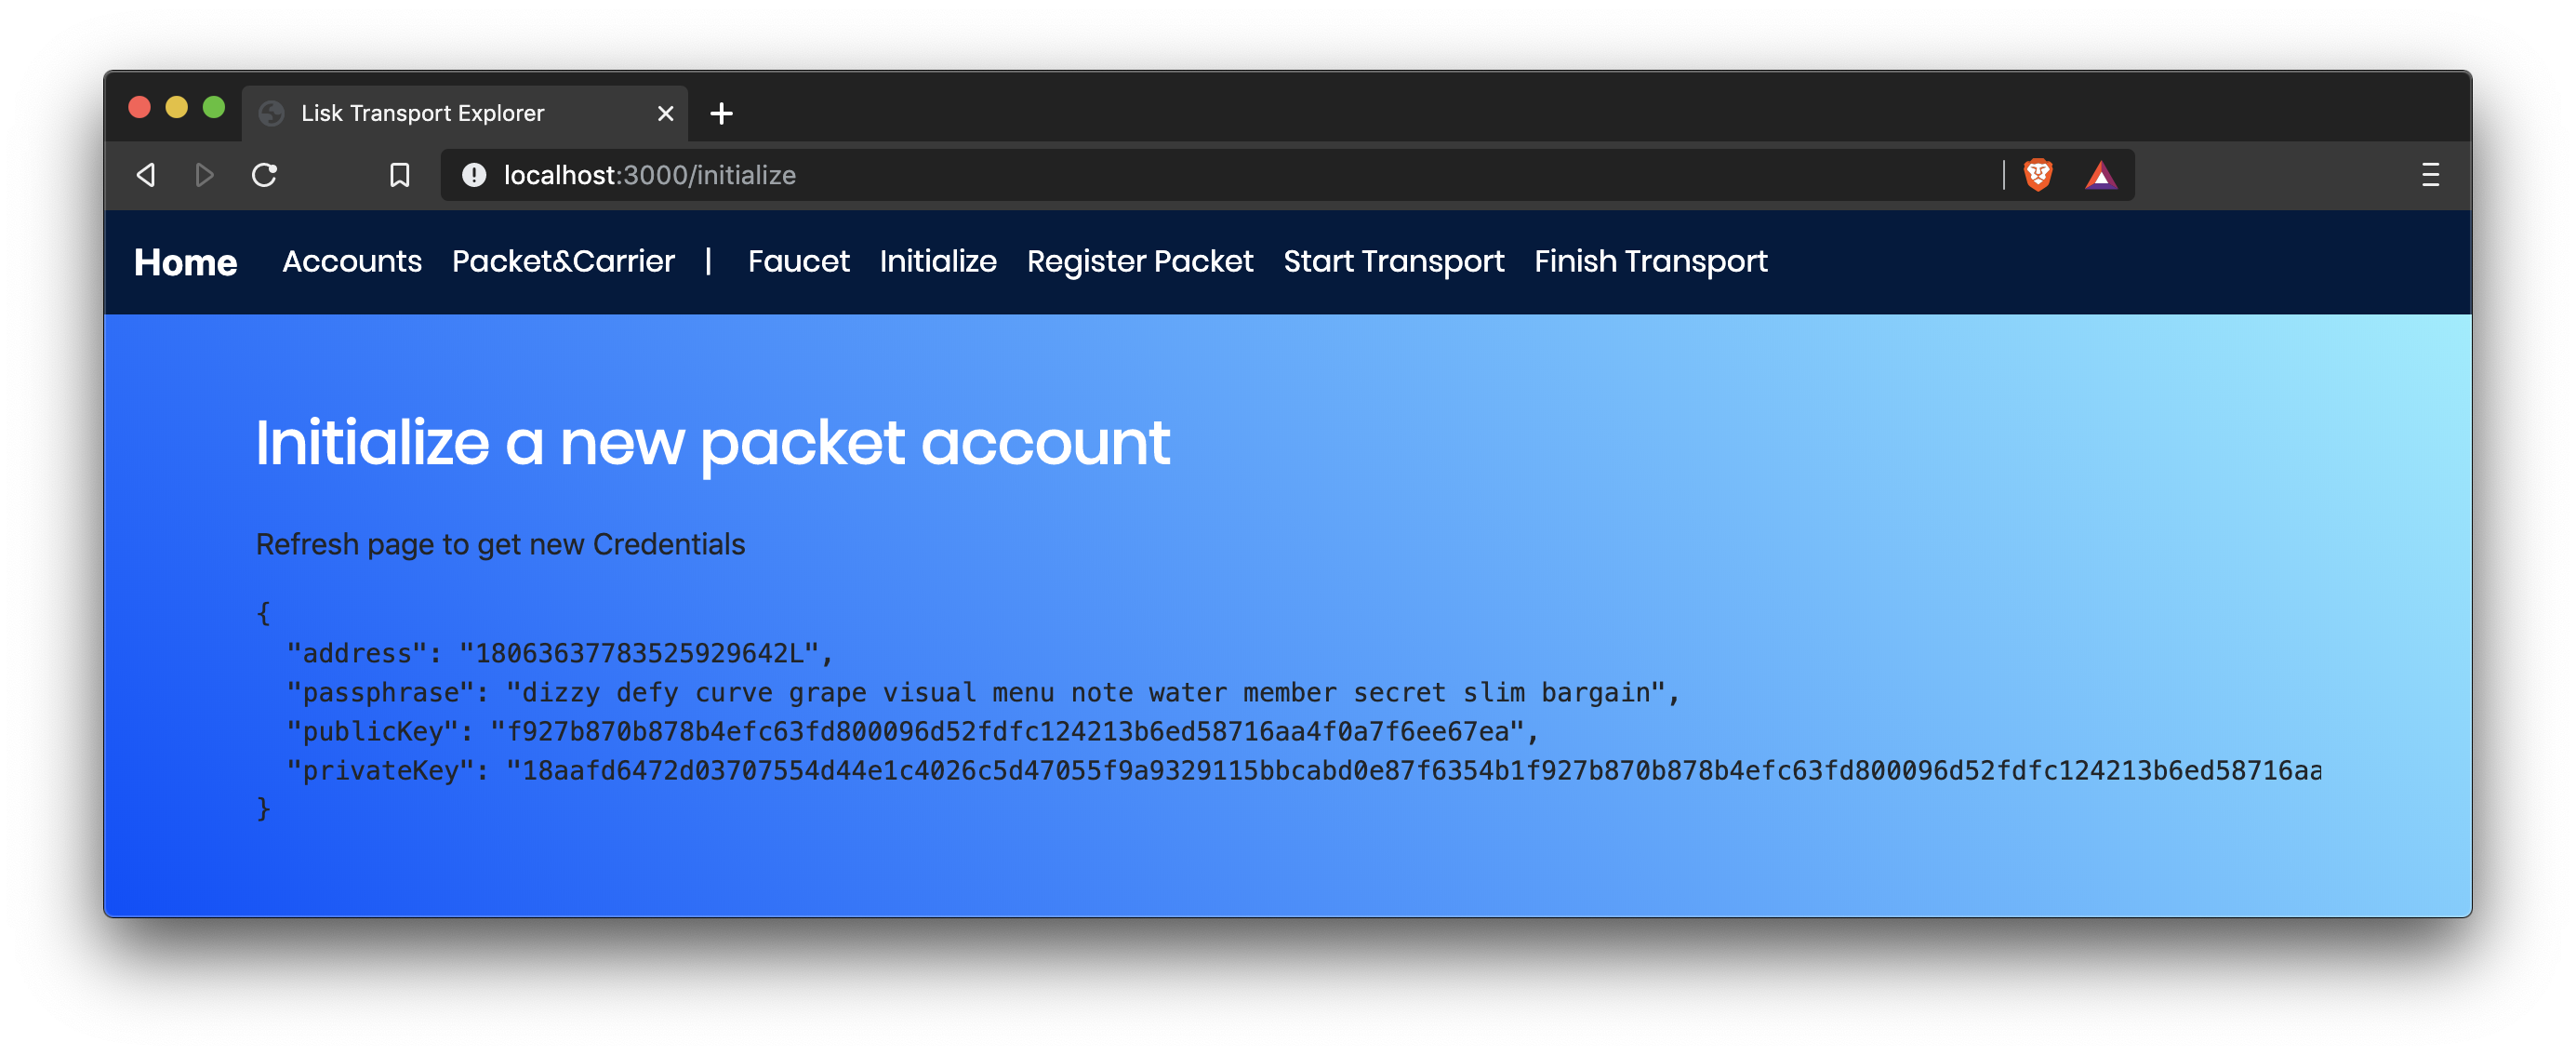 Lisk Transport Explorer
localhost:3000/initialize
Home Accounts Packet&Carrier | Faucet Initialize Register Packet Start Transport Finish Transport
Initialize a new packet account
Refresh page to get new Credentials
{
"address": "18063637783525929642L",
"passphrase": "dizzy defy curve grape visual menu note water member secret slim bargain",
"publicKey": "f927b870b878b4efc63fd800096d52fdfc124213b6ed58716aa4f0a7f6ee67ea",
"privateKey": "18aafd6472d03707554d44e1c4026c5d47055f9a9329115bbcabd0e87f6354b1f927b870b878b4efc63fd800096d52fdfc124213b6ed58716aa
}